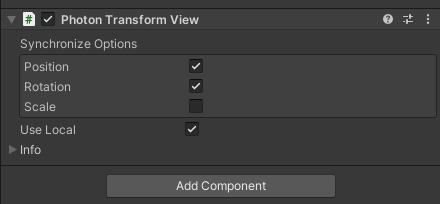 Photon Transform View
Synchronize Options
Position
Rotation
Scale
Use Local
Info
Add Component